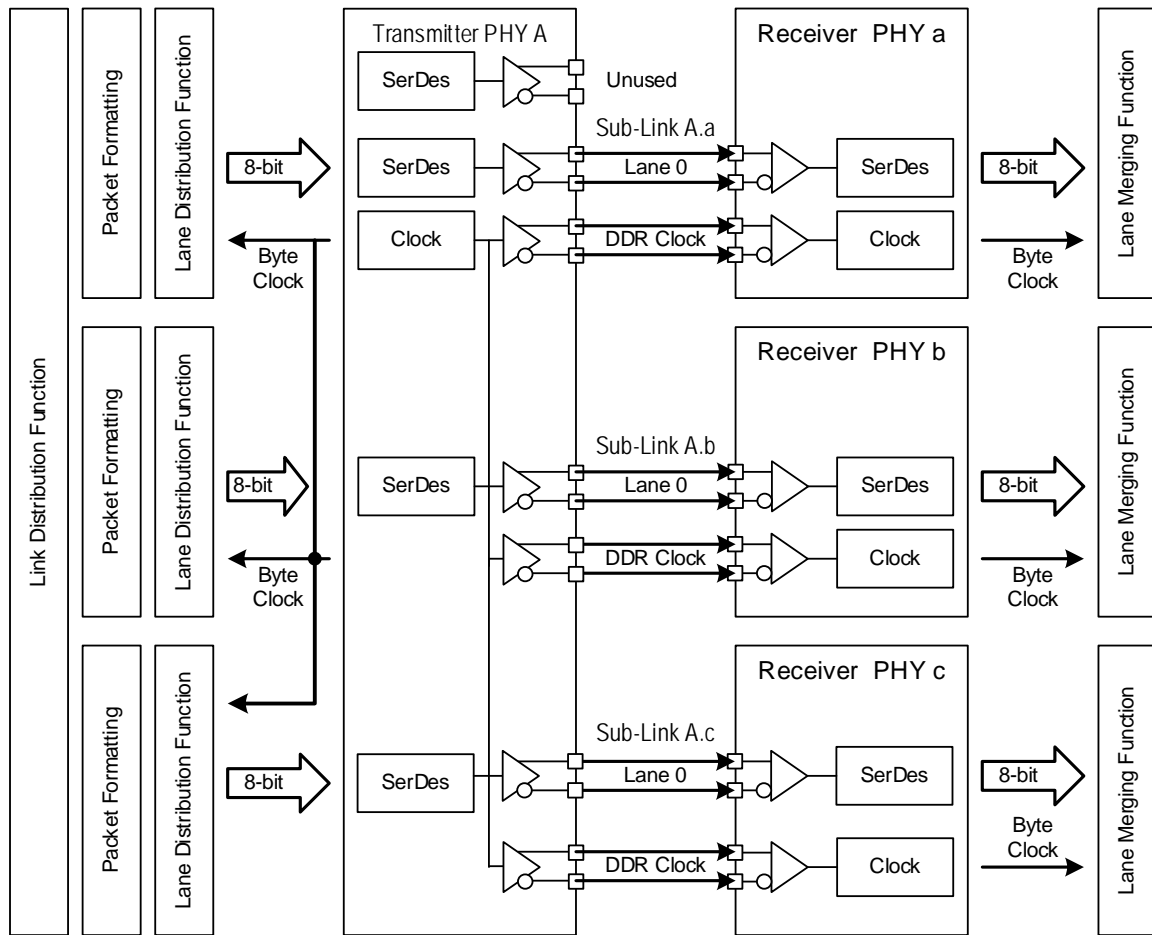 Link Distribution Function
Packet Formatting
Lane Distribution Function
8-bit
Byte
Clock
Transmitter PHY A
SerDes
Unused
SerDes
Sub-Link A.a
Lane 0
Clock
DDR Clock
Receiver PHY a
SerDes
Clock
8-bit
Byte
Clock
Lane Merging Function
Packet Formatting
Lane Distribution Function
8-bit
Byte
Clock
SerDes
Sub-Link A.b
Lane 0
DDR Clock
Receiver PHY b
SerDes
Clock
8-bit
Byte
Clock
Lane Merging Function
Packet Formatting
Lane Distribution Function
8-bit
SerDes
Sub-Link A.c
Lane 0
DDR Clock
Receiver PHY c
SerDes
Clock
8-bit
Byte
Clock
Lane Merging Function